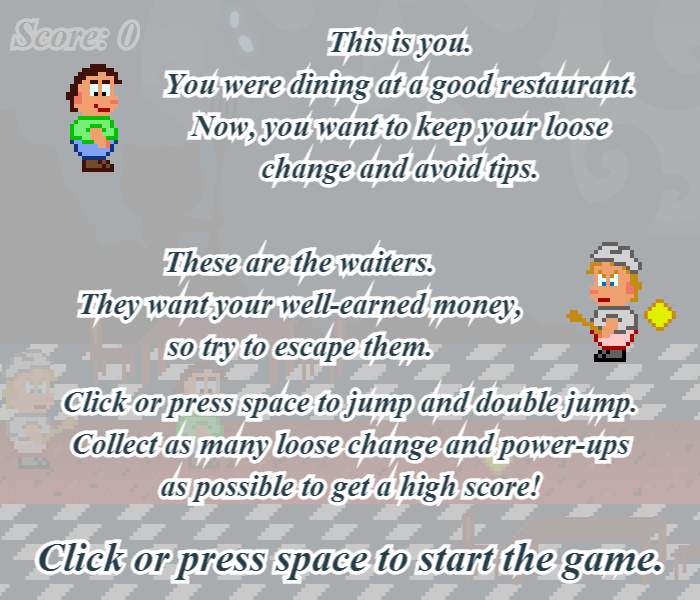 Score: 0
This is you.
You were dining at a good restaurant.
Now, you want to keep your loose
change and avoid tips.
These are the waiters.
They want your well-earned money,
so try to escape them.
Click or press space to jump and double jump.
Collect as many loose change and power-ups
as possible to get a high score!
Click or press space to start the game.